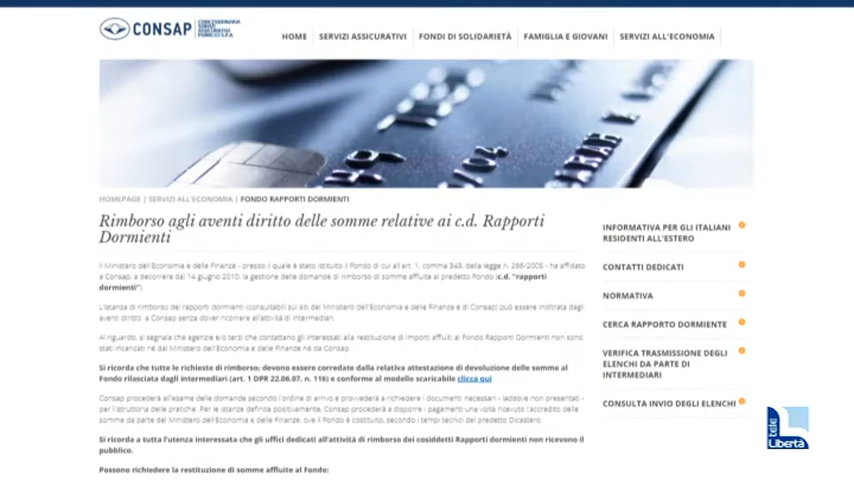 CONSAP
CONCESSIONARIA
SERVIZI
ASSICURATIVI
PUBBLICI S.P.A.
HOME
SERVIZI ASSICURATIVI
FONDI DI SOLIDARIETÀ
FAMIGLIA E GIOVANI
SERVIZI ALL'ECONOMIA
HOMEPAGE | SERVIZI ALL'ECONOMIA | FONDO RAPPORTI DORMIENTI
Rimborso agli aventi diritto delle somme relative ai c.d. Rapporti
Dormienti
Il Ministero dell'Economia e delle Finanze - presso il quale è stato istituito il Fondo di cui all'art. 1, comma 343, della legge n. 266/2005 - ha affidato
a Consap, a decorrere dal 14 giugno 2010, la gestione delle domande di rimborso di somme affluite al predetto Fondo (c.d. "rapporti
dormienti";
L'istanza di rimborso dei rapporti dormienti (consultabili sui siti del Ministero dell'Economia e delle Finanze e di Consap) può essere inoltrata dagli
aventi diritto a Consap senza dover ricorrere all'attività di intermediari.
Al riguardo, si segnala che agenzie e/o terzi che contattano gli interessati alla restituzione di importi affluiti al Fondo Rapporti Dormienti non sono
stati incaricati né dal Ministero dell'Economia e delle Finanze né da Consap.
Si ricorda che tutte le richieste di rimborso; devono essere corredate dalla relativa attestazione di devoluzione delle somme al
Fondo rilasciata dagli intermediari (art. 1 DPR 22.06.07. n. 116) e conforme al modello scaricabile clicca qui
Consap procederà all'esame delle domande secondo l'ordine di arrivo e provvederà a richiedere i documenti necessari - laddove non presentati -
per l'istruttoria delle pratiche. Per le istanze definite positivamente, Consap procederà a disporre i pagamenti una volta ricevuto l'accredito delle
somme da parte del Ministero dell'Economia e delle Finanze, ove il Fondo è costituito, secondo i tempi tecnici del predetto Dicastero.
Si ricorda a tutta l'utenza interessata che gli uffici dedicati all'attività di rimborso dei cosiddetti Rapporti dormienti non ricevono il
pubblico.
Possono richiedere la restituzione di somme affluite al Fondo:
INFORMATIVA PER GLI ITALIANI
RESIDENTI ALL'ESTERO
CONTATTI DEDICATI
NORMATIVA
CERCA RAPPORTO DORMIENTE
VERIFICA TRASMISSIONE DEGLI
ELENCHI DA PARTE DI
INTERMEDIARI
CONSULTA INVIO DEGLI ELENCHI
tele
Libertà